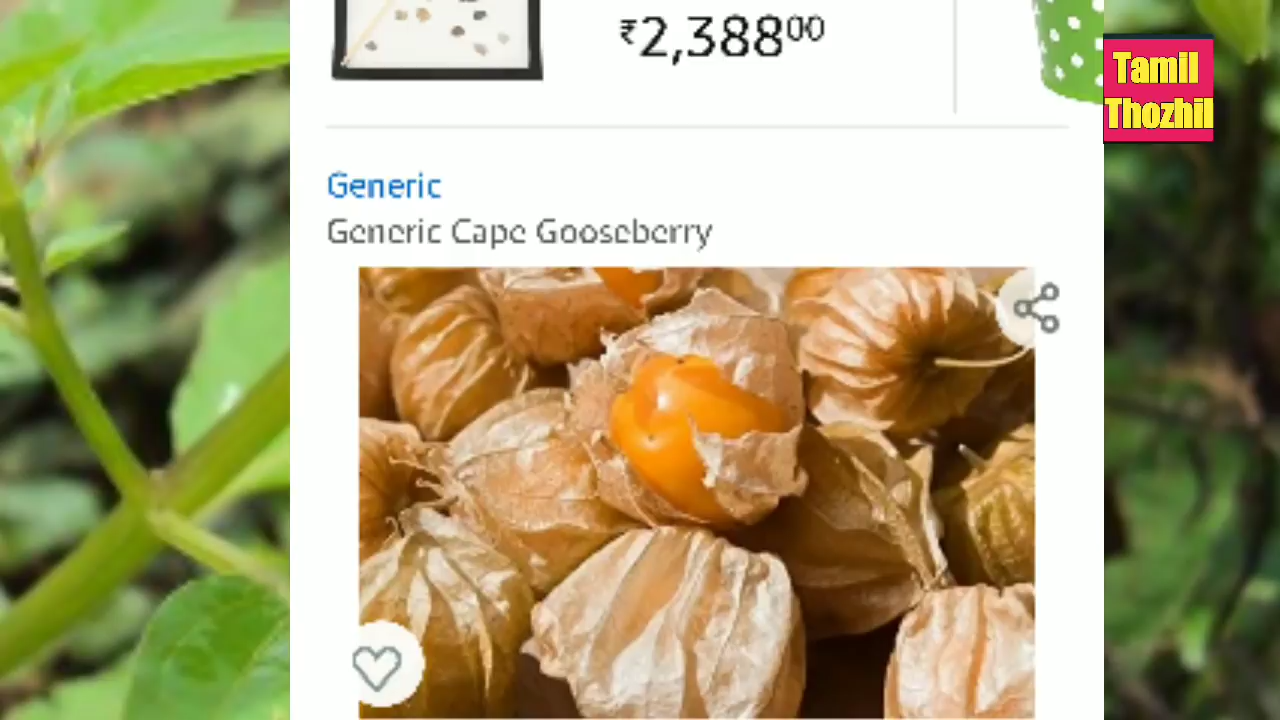 ₹2,38800
Tamil
Thozhil
Generic
Generic Cape Gooseberry